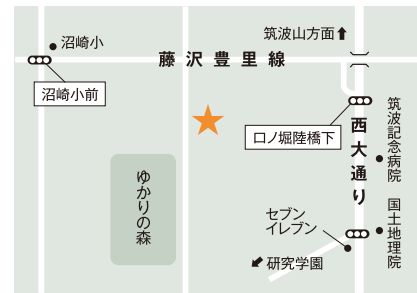 筑波山方面
沼崎小
藤沢豊里線
沼崎小前
口ノ堀陸橋下
西大通り
筑波記念病院
ゆかりの森
セブン
イレブン
国土地理院
研究学園